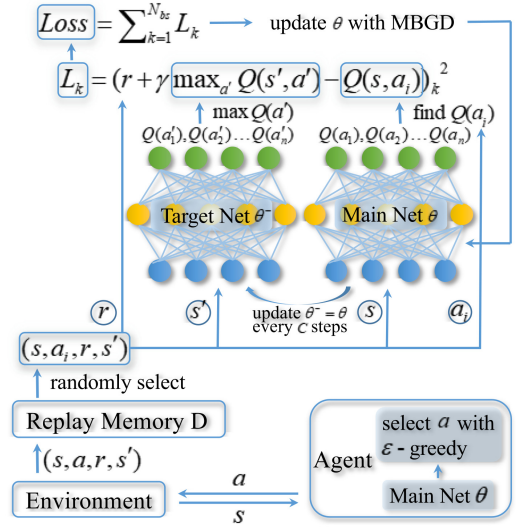 Loss = ∑_{k=1}^{N_{bs}} L_k → update θ with MBGD
L_k = (r + γ max_{a'} Q(s', a') − Q(s, a_i))_k^2
max Q(a') find Q(a_i)
Q(a'_1), Q(a'_2)...Q(a'_n) Q(a_1), Q(a_2)...Q(a_n)
Target Net θ⁻ Main Net θ
r s' update θ⁻ = θ s a_i
every C steps
(s, a_i, r, s')
randomly select
Replay Memory D
(s, a, r, s')
Environment
a
s
Agent
select a with
ε - greedy
Main Net θ